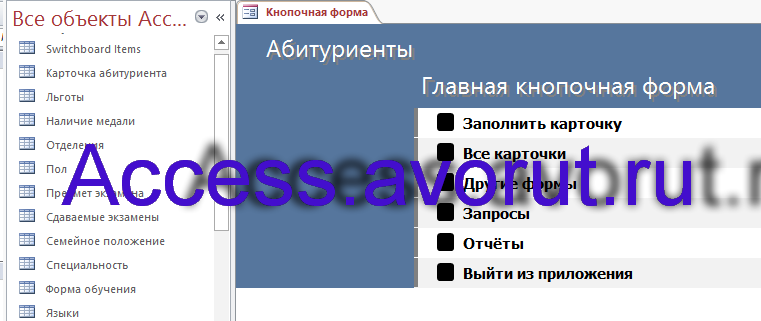 Все объекты Acc...
Switchboard Items
Карточка абитуриента
Льготы
Наличие медали
Отделения
Пол
Предмет экзамена
Сдаваемые экзамены
Семейное положение
Специальность
Форма обучения
Языки
Кнопочная форма
Абитуриенты
Главная кнопочная форма
Заполнить карточку
Все карточки
Другие формы
Запросы
Отчёты
Выйти из приложения
Access.avorut.ru